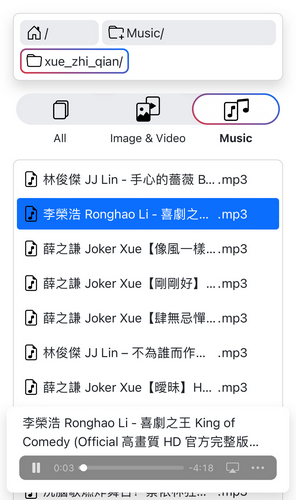 /
Music/
xue_zhi_qian/
All
Image & Video
Music
林俊傑 JJ Lin - 手心的薔薇 B... .mp3
李榮浩 Ronghao Li - 喜劇之... .mp3
薛之謙 Joker Xue【像風一樣... .mp3
薛之謙 Joker Xue【剛剛好】... .mp3
薛之謙 Joker Xue【肆無忌憚... .mp3
林俊傑 JJ Lin – 不為誰而作... .mp3
薛之謙 Joker Xue【曖昧】H... .mp3
李榮浩 Ronghao Li - 喜劇之王 King of
Comedy (Official 高畫質 HD 官方完整版...
0:03
-4:18